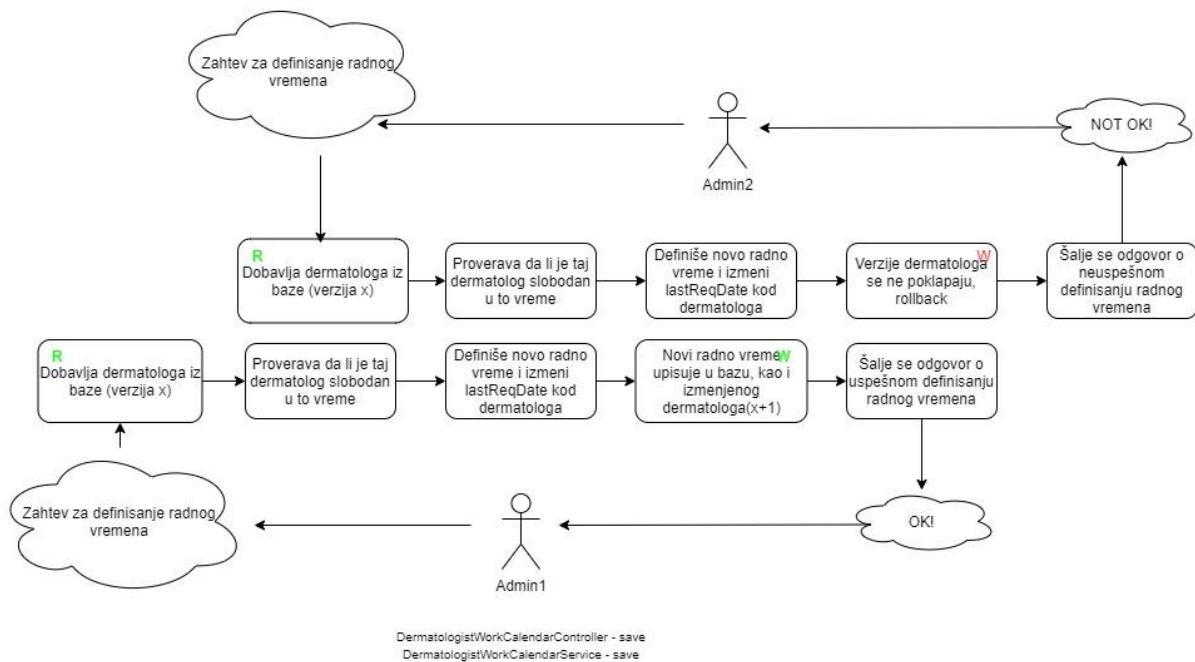 Zahtev za definisanje radnog
vremena
NOT OK!
Admin2
R
Dobavlja dermatologa iz
baze (verzija x)
Proverava da li je taj
dermatolog slobodan
u to vreme
Definiše novo radno
vreme i izmeni
lastReqDate kod
dermatologa
W
Verzije dermatologa
se ne poklapaju,
rollback
Šalje se odgovor o
neuspešnom
definisanju radnog
vremena
R
Dobavlja dermatologa iz
baze (verzija x)
Proverava da li je taj
dermatolog slobodan
u to vreme
Definiše novo radno
vreme i izmeni
lastReqDate kod
dermatologa
W
Novi radno vreme
upisuje u bazu, kao i
izmenjenog
dermatologa(x+1)
Šalje se odgovor o
uspešnom definisanju
radnog vremena
Zahtev za definisanje radnog
vremena
Admin1
OK!
DermatologistWorkCalendarController - save
DermatologistWorkCalendarService - save